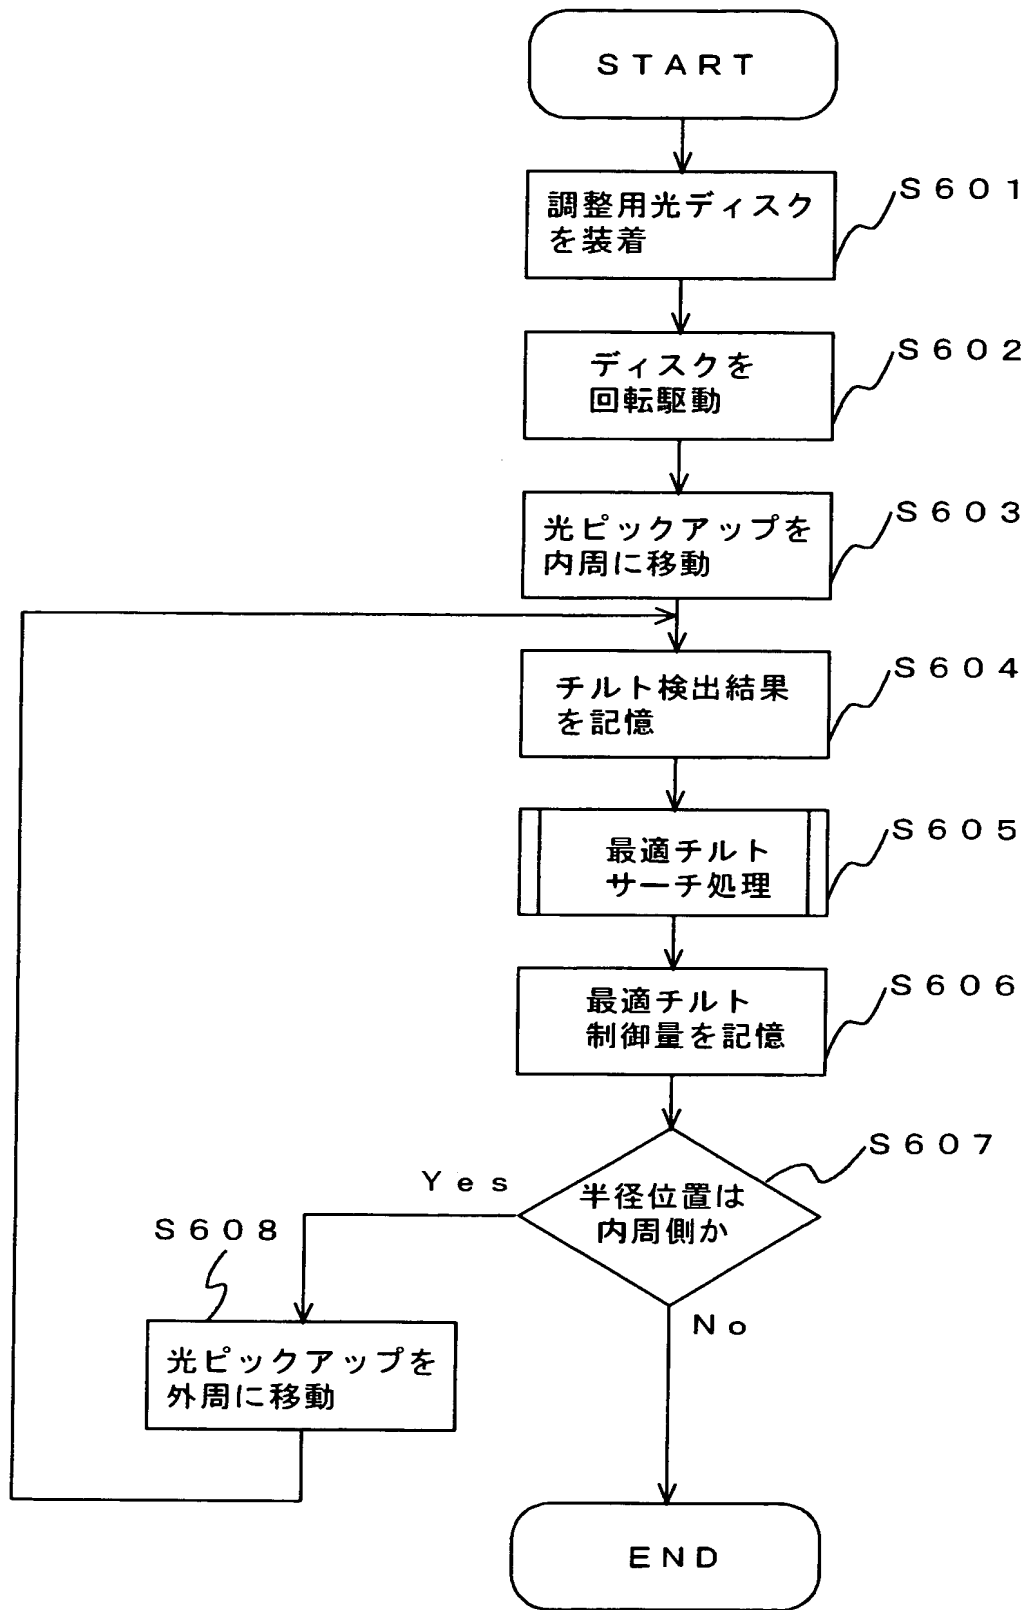 ＳＴＡＲＴ
調整用光ディスク
を装着
Ｓ６０１
ディスクを
回転駆動
Ｓ６０２
光ピックアップを
内周に移動
Ｓ６０３
チルト検出結果
を記憶
Ｓ６０４
最適チルト
サーチ処理
Ｓ６０５
最適チルト
制御量を記憶
Ｓ６０６
半径位置は
内周側か
Ｓ６０７
Ｙｅｓ
Ｓ６０８
光ピックアップを
外周に移動
Ｎｏ
ＥＮＤ